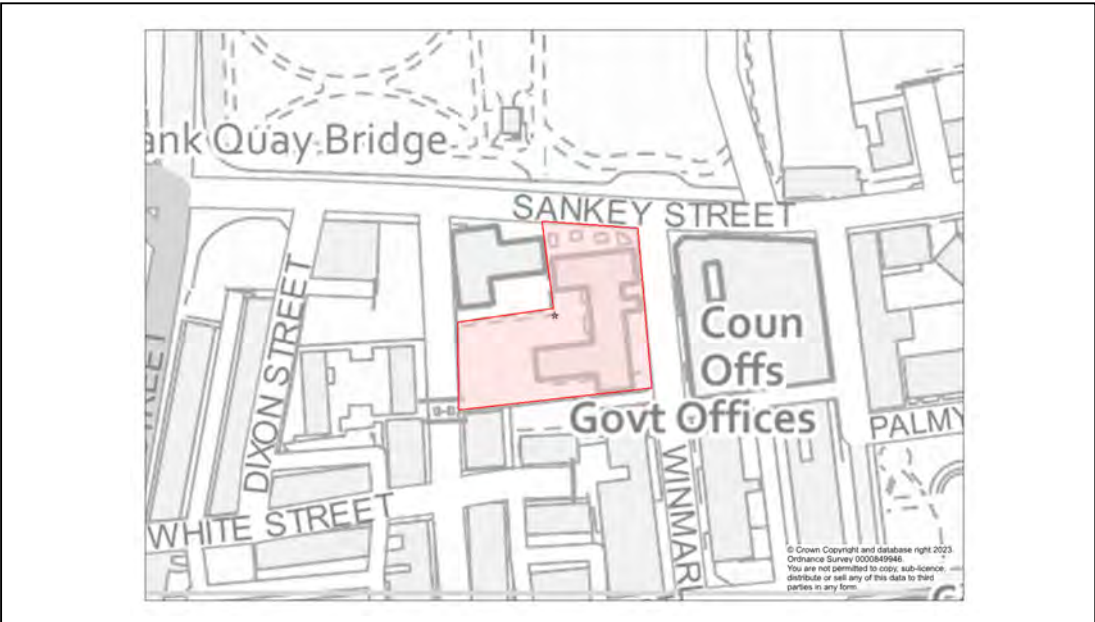 ank Quay Bridge
SANKEY STREET
Coun
Offs
Govt Offices
DIXON STREET
STREET
WHITE STREET
WINMAR
PALMY
© Crown Copyright and database right 2023.
Ordnance Survey 0000849946.
You are not permitted to copy, sub-licence,
distribute or sell any of this data to third
parties in any form